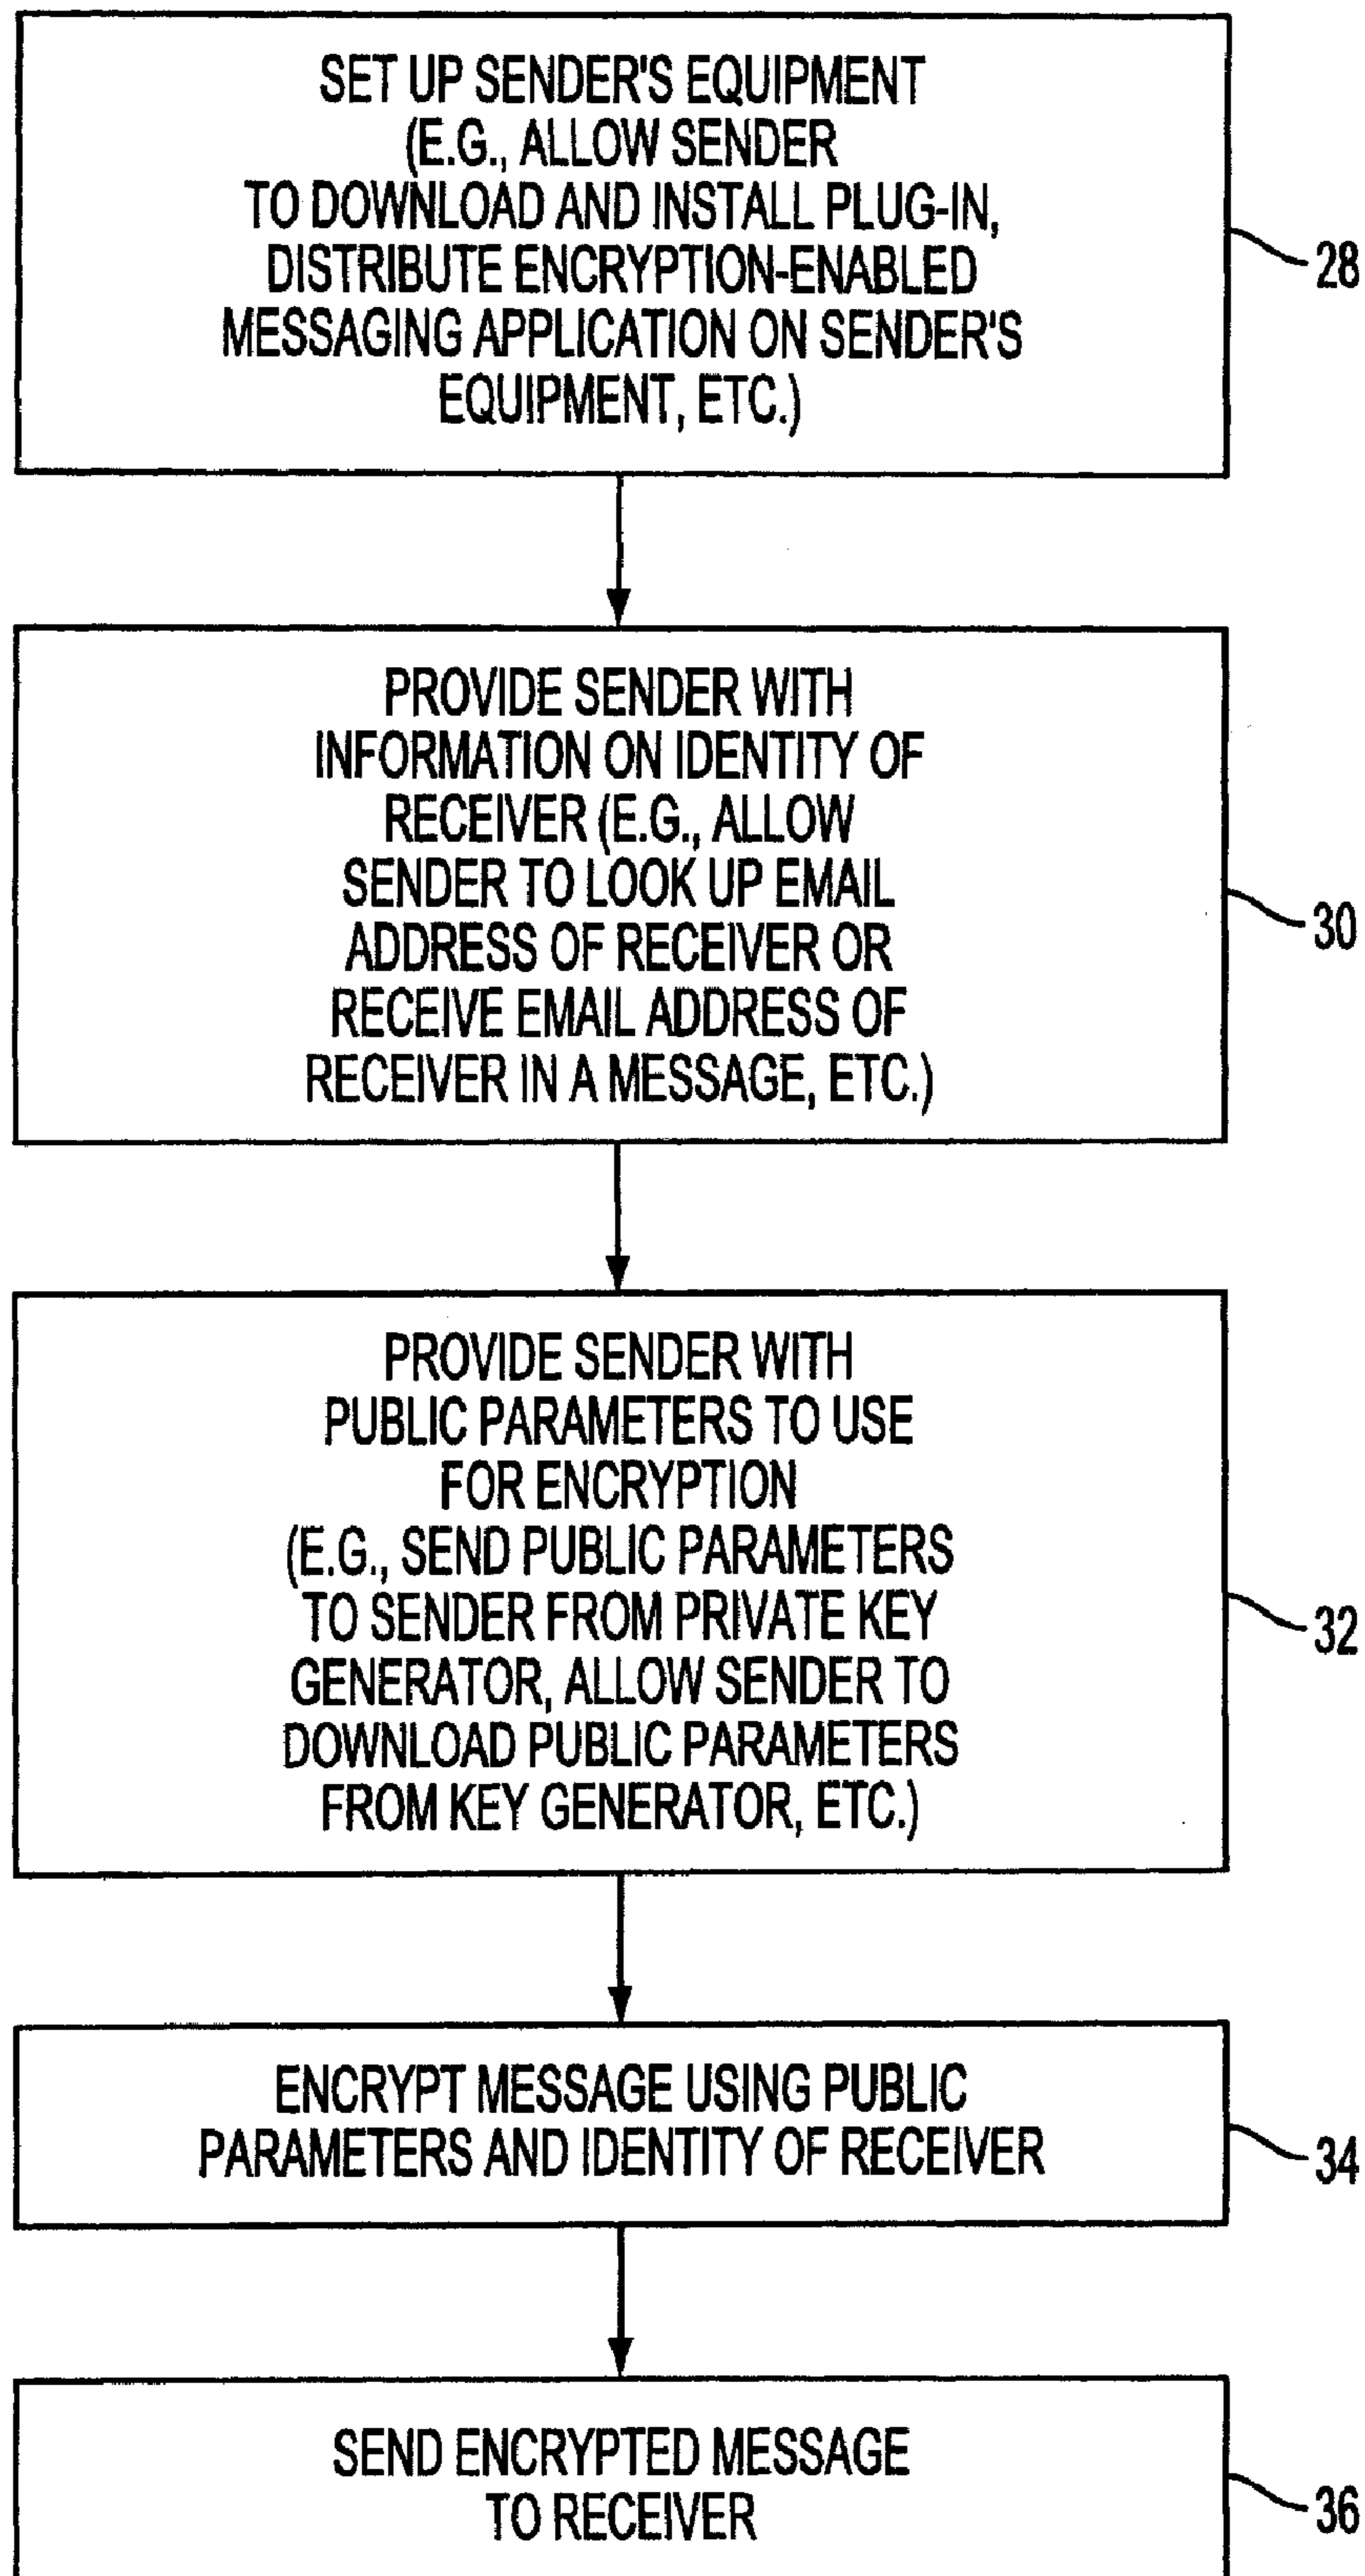 SET UP SENDER'S EQUIPMENT
(E.G., ALLOW SENDER
TO DOWNLOAD AND INSTALL PLUG-IN,
DISTRIBUTE ENCRYPTION-ENABLED
MESSAGING APPLICATION ON SENDER'S
EQUIPMENT, ETC.)
28
PROVIDE SENDER WITH
INFORMATION ON IDENTITY OF
RECEIVER (E.G., ALLOW
SENDER TO LOOK UP EMAIL
ADDRESS OF RECEIVER OR
RECEIVE EMAIL ADDRESS OF
RECEIVER IN A MESSAGE, ETC.)
30
PROVIDE SENDER WITH
PUBLIC PARAMETERS TO USE
FOR ENCRYPTION
(E.G., SEND PUBLIC PARAMETERS
TO SENDER FROM PRIVATE KEY
GENERATOR, ALLOW SENDER TO
DOWNLOAD PUBLIC PARAMETERS
FROM KEY GENERATOR, ETC.)
32
ENCRYPT MESSAGE USING PUBLIC
PARAMETERS AND IDENTITY OF RECEIVER
34
SEND ENCRYPTED MESSAGE
TO RECEIVER
36